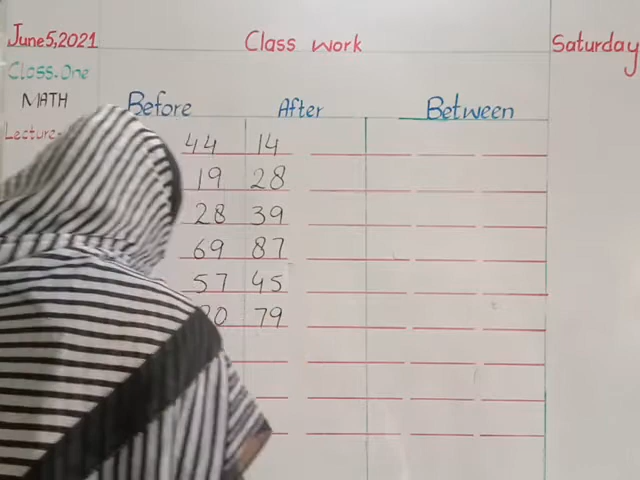 June 5, 2021 Class work Saturday
Class. One
MATH
Before After Between
Lecture-
44 14
19 28
28 39
69 87
57 45
79